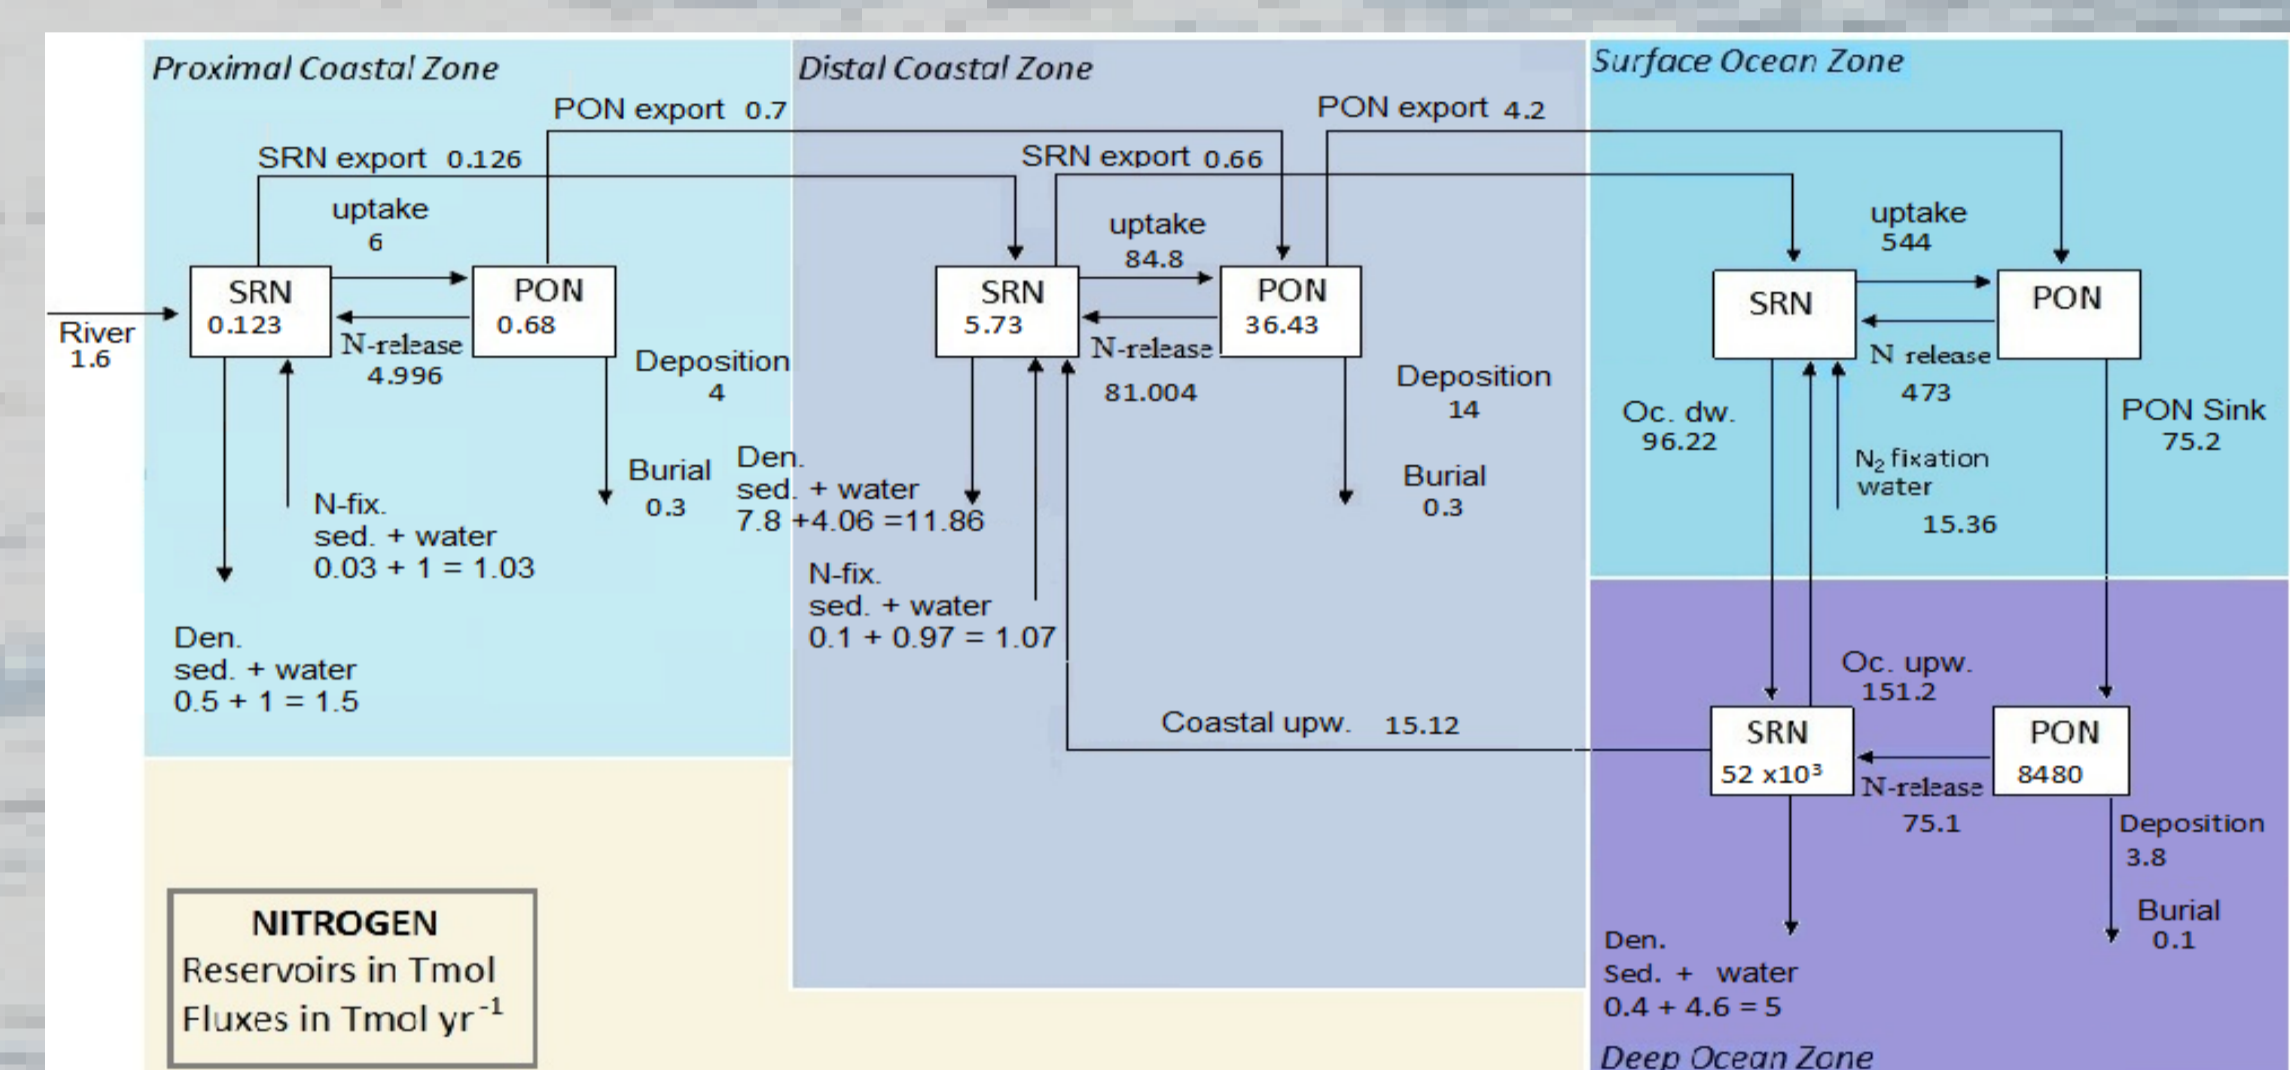 Proximal Coastal Zone
PON export 0.7
SRN export 0.126
uptake
6
SRN
0.123
PON
0.68
River
1.6
N-release
4.996
Deposition
4
Burial
0.3
N-fix.
sed. + water
0.03 + 1 = 1.03
Den.
sed. + water
0.5 + 1 = 1.5
Distal Coastal Zone
PON export 4.2
SRN export 0.66
uptake
84.8
SRN
5.73
PON
36.43
N-release
81.004
Deposition
14
Burial
0.3
Den.
sed. + water
7.8 +4.06 =11.86
N-fix.
sed. + water
0.1 + 0.97 = 1.07
Coastal upw. 15.12
Surface Ocean Zone
uptake
544
SRN
PON
N release
473
Oc. dw.
96.22
PON Sink
75.2
N₂ fixation
water
15.36
Oc. upw.
151.2
SRN
52 x10³
PON
8480
N-release
75.1
Deposition
3.8
Burial
0.1
Den.
Sed. + water
0.4 + 4.6 = 5
Deep Ocean Zone
NITROGEN
Reservoirs in Tmol
Fluxes in Tmol yr⁻¹